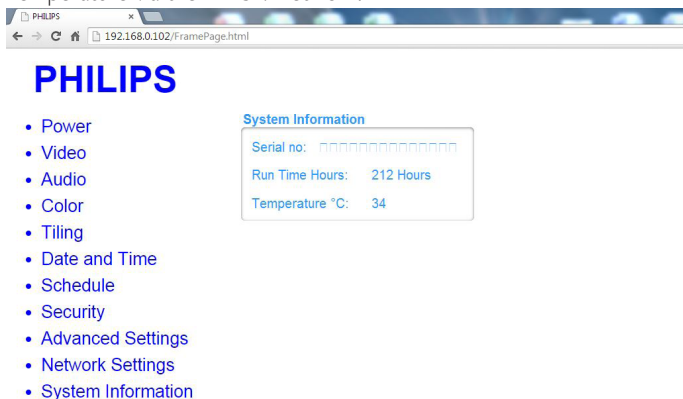 PHILIPS
192.168.0.102/FramePage.html
PHILIPS
Power
Video
Audio
Color
Tiling
Date and Time
Schedule
Security
Advanced Settings
Network Settings
System Information
System Information
Serial no:
Run Time Hours: 212 Hours
Temperature °C: 34